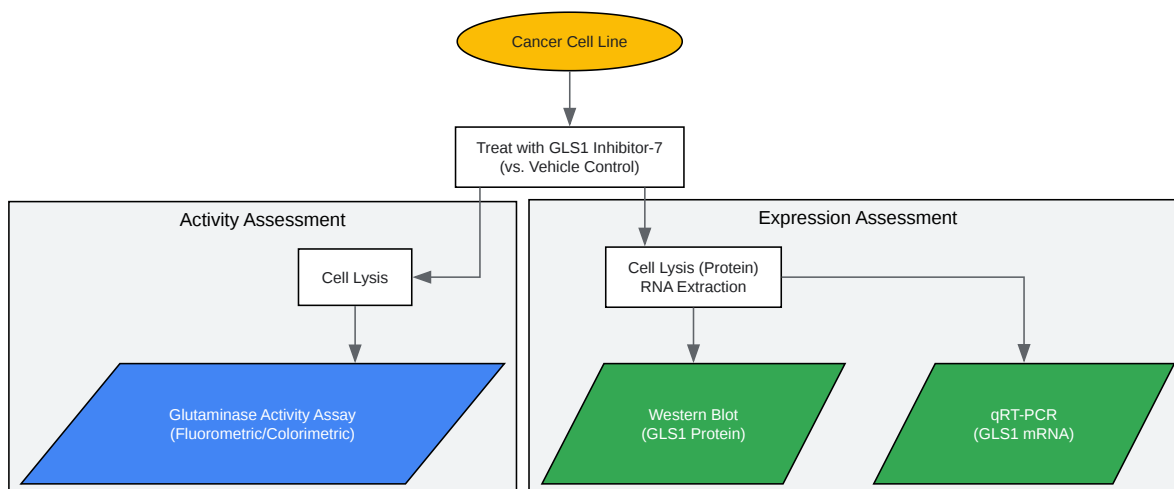 Cancer Cell Line
Treat with GLS1 Inhibitor-7
(vs. Vehicle Control)
Activity Assessment
Cell Lysis
Glutaminase Activity Assay
(Fluorometric/Colorimetric)
Expression Assessment
Cell Lysis (Protein)
RNA Extraction
Western Blot
(GLS1 Protein)
qRT-PCR
(GLS1 mRNA)